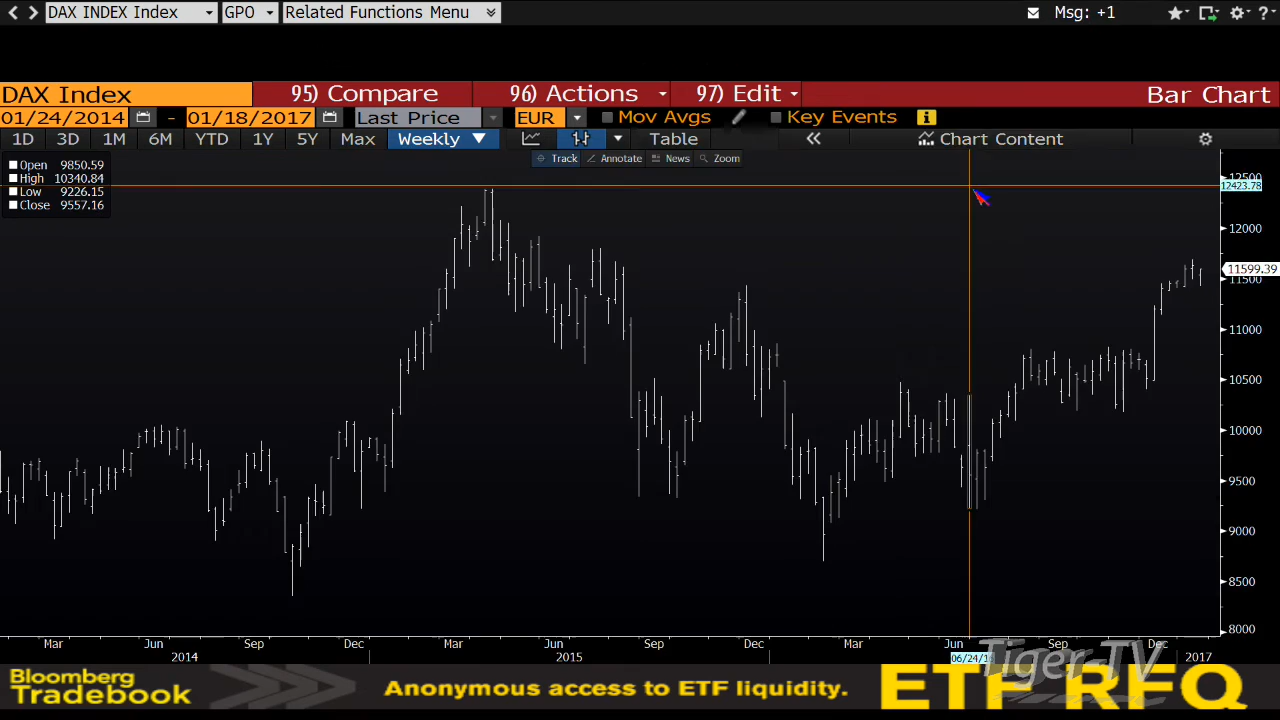 DAX INDEX Index GPO Related Functions Menu Msg: +1 ?
DAX Index 95) Compare 96) Actions 97) Edit Bar Chart
01/24/2014 - 01/18/2017 Last Price EUR Mov Avgs Key Events
1D 3D 1M 6M YTD 1Y 5Y Max Weekly Table Chart Content
Track Annotate News Zoom
Open 9850.59
High 10340.84
Low 9226.15
Close 9557.16
12500
12423.78
12000
11599.39
11500
11000
10500
10000
9500
9000
8500
8000
Mar Jun Sep Dec Mar Jun Sep Dec Mar Jun Sep Dec
2014 2015 06/24/1 2017
Tiger-TV
Bloomberg
Tradebook
Anonymous access to ETF liquidity.
ETF RFQ